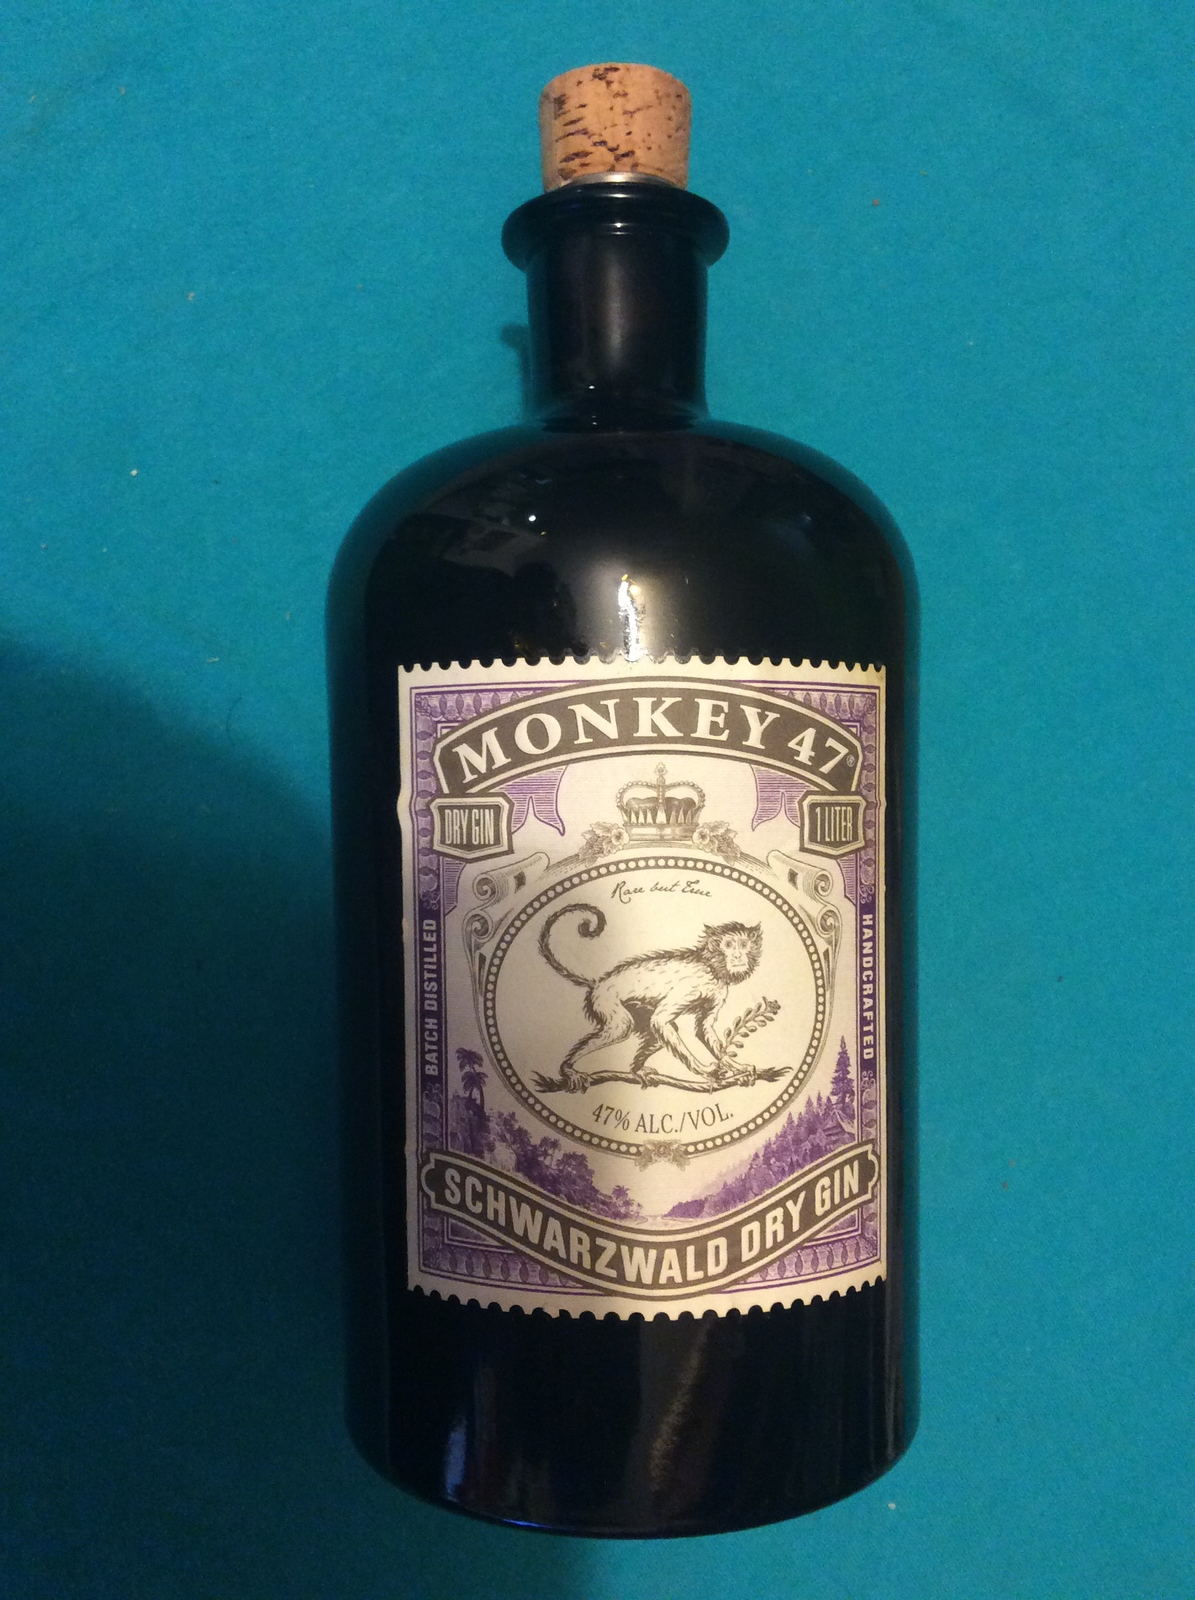 MONKEY 47®
DRY GIN
1 LITER
Rare but True
BATCH DISTILLED
HANDCRAFTED
47% ALC./VOL.
SCHWARZWALD DRY GIN